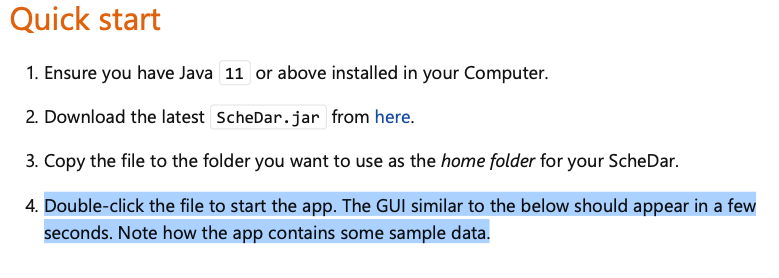 Quick start
1. Ensure you have Java 11 or above installed in your Computer.
2. Download the latest ScheDar.jar from here.
3. Copy the file to the folder you want to use as the home folder for your ScheDar.
4. Double-click the file to start the app. The GUI similar to the below should appear in a few
seconds. Note how the app contains some sample data.